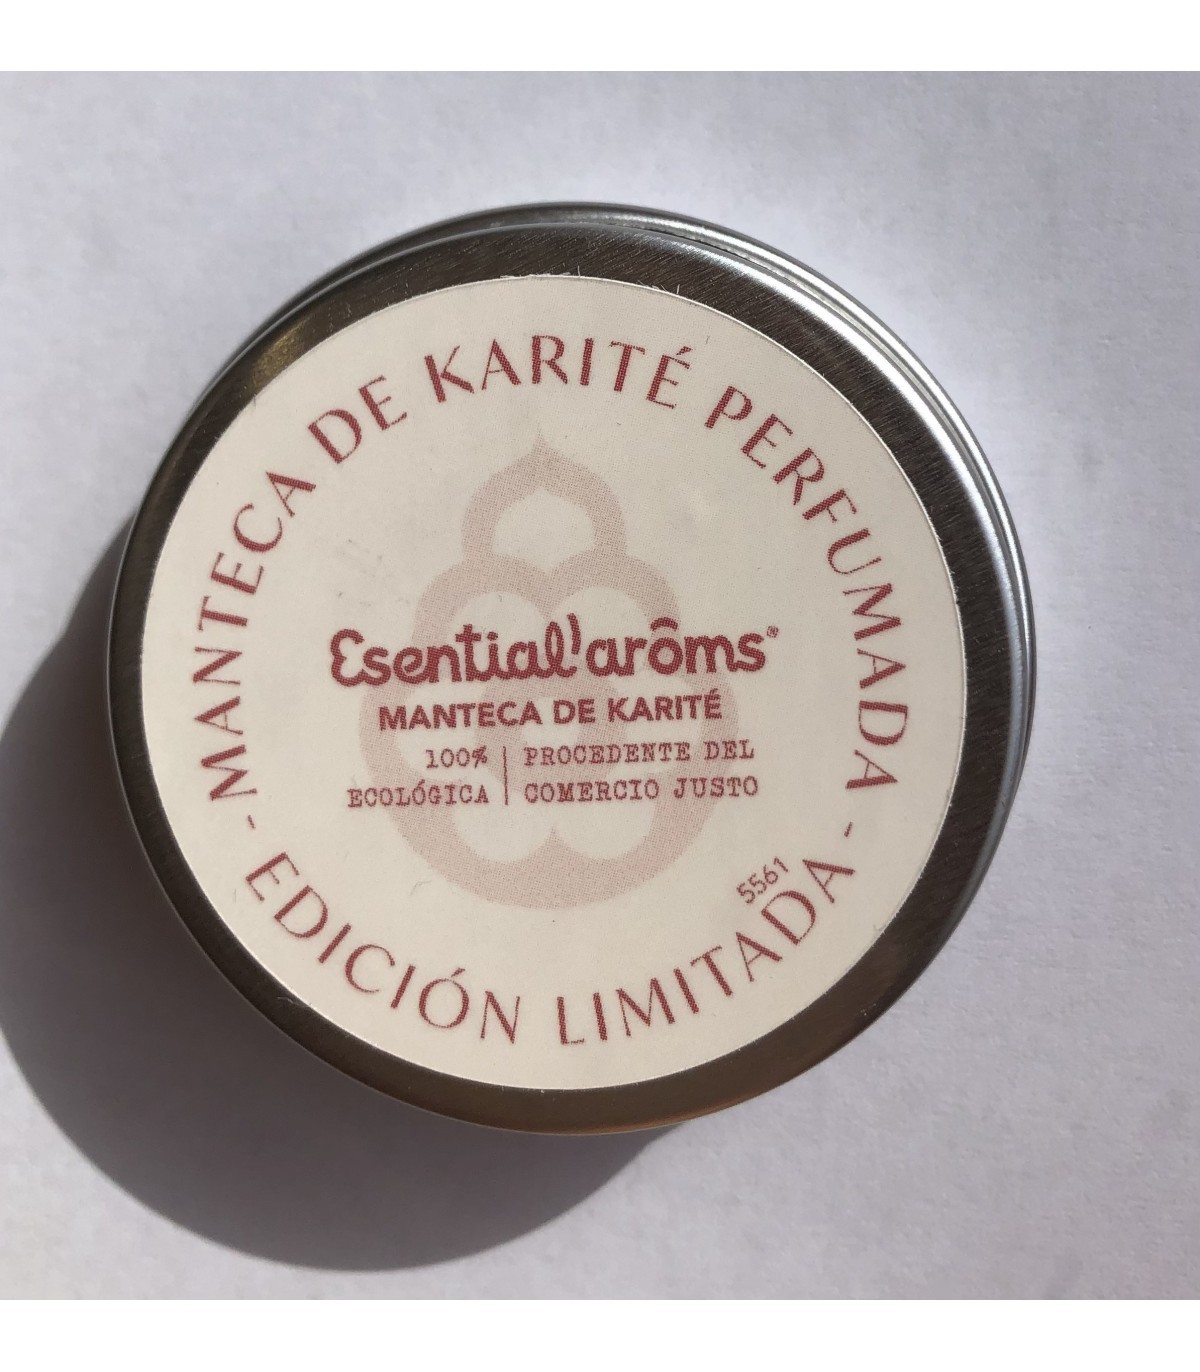 MANTECA DE KARITÉ PERFUMADA
Esential'arôms®
MANTECA DE KARITÉ
100% | PROCEDENTE DEL
ECOLÓGICA | COMERCIO JUSTO
5561
- EDICIÓN LIMITADA -